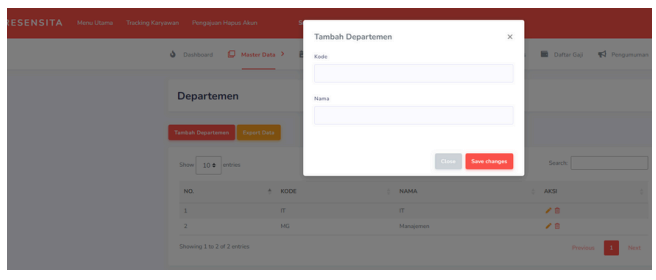 RESENSITA Menu Utama Tracking Karyawan Pengajuan Hapus Akun
Tambah Departemen ×
Dashboard Master Data > Daftar Gaji Pengumuman
Kode
Departemen
Nama
Tambah Departemen Export Data
Close Save changes
Show 10 entries Search:
NO. KODE NAMA AKSI
1 IT IT
2 MG Manajemen
Showing 1 to 2 of 2 entries Previous 1 Next